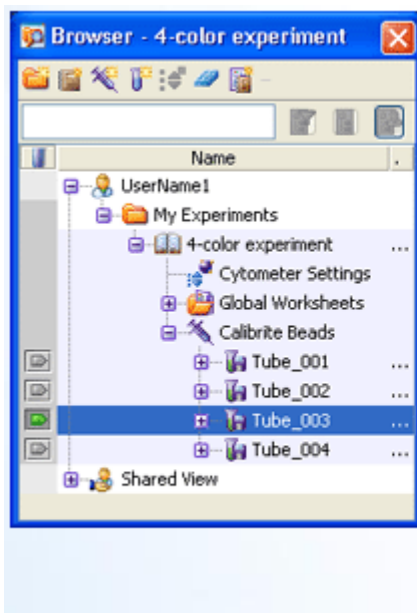 Browser - 4-color experiment
Name
UserName1
My Experiments
4-color experiment ...
Cytometer Settings
Global Worksheets
Calibrite Beads
Tube_001 ...
Tube_002 ...
Tube_003 ...
Tube_004 ...
Shared View